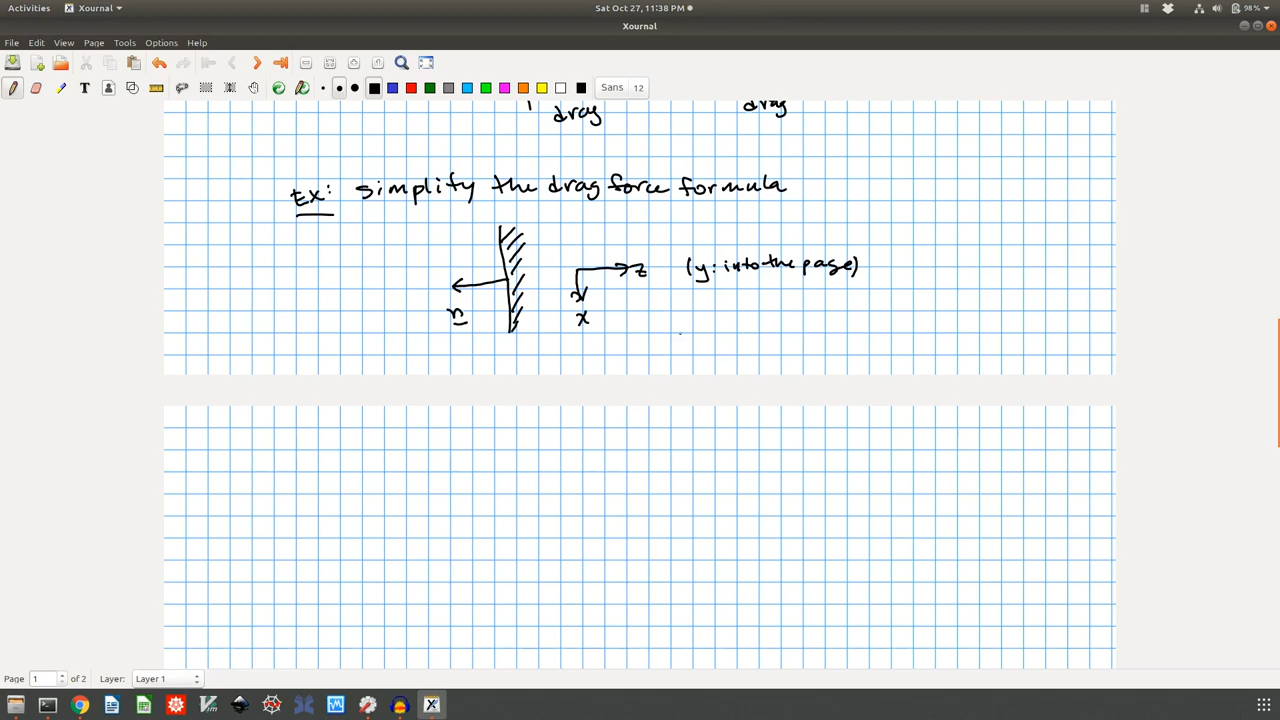 Activities Xournal Sat Oct 27, 11:38 PM 98%
Xournal
File Edit View Page Tools Options Help
T Sans 12
drag drag
Ex: simplify the drag force formula
z (y: into the page)
n x
Page 1 of 2 Layer: Layer 1